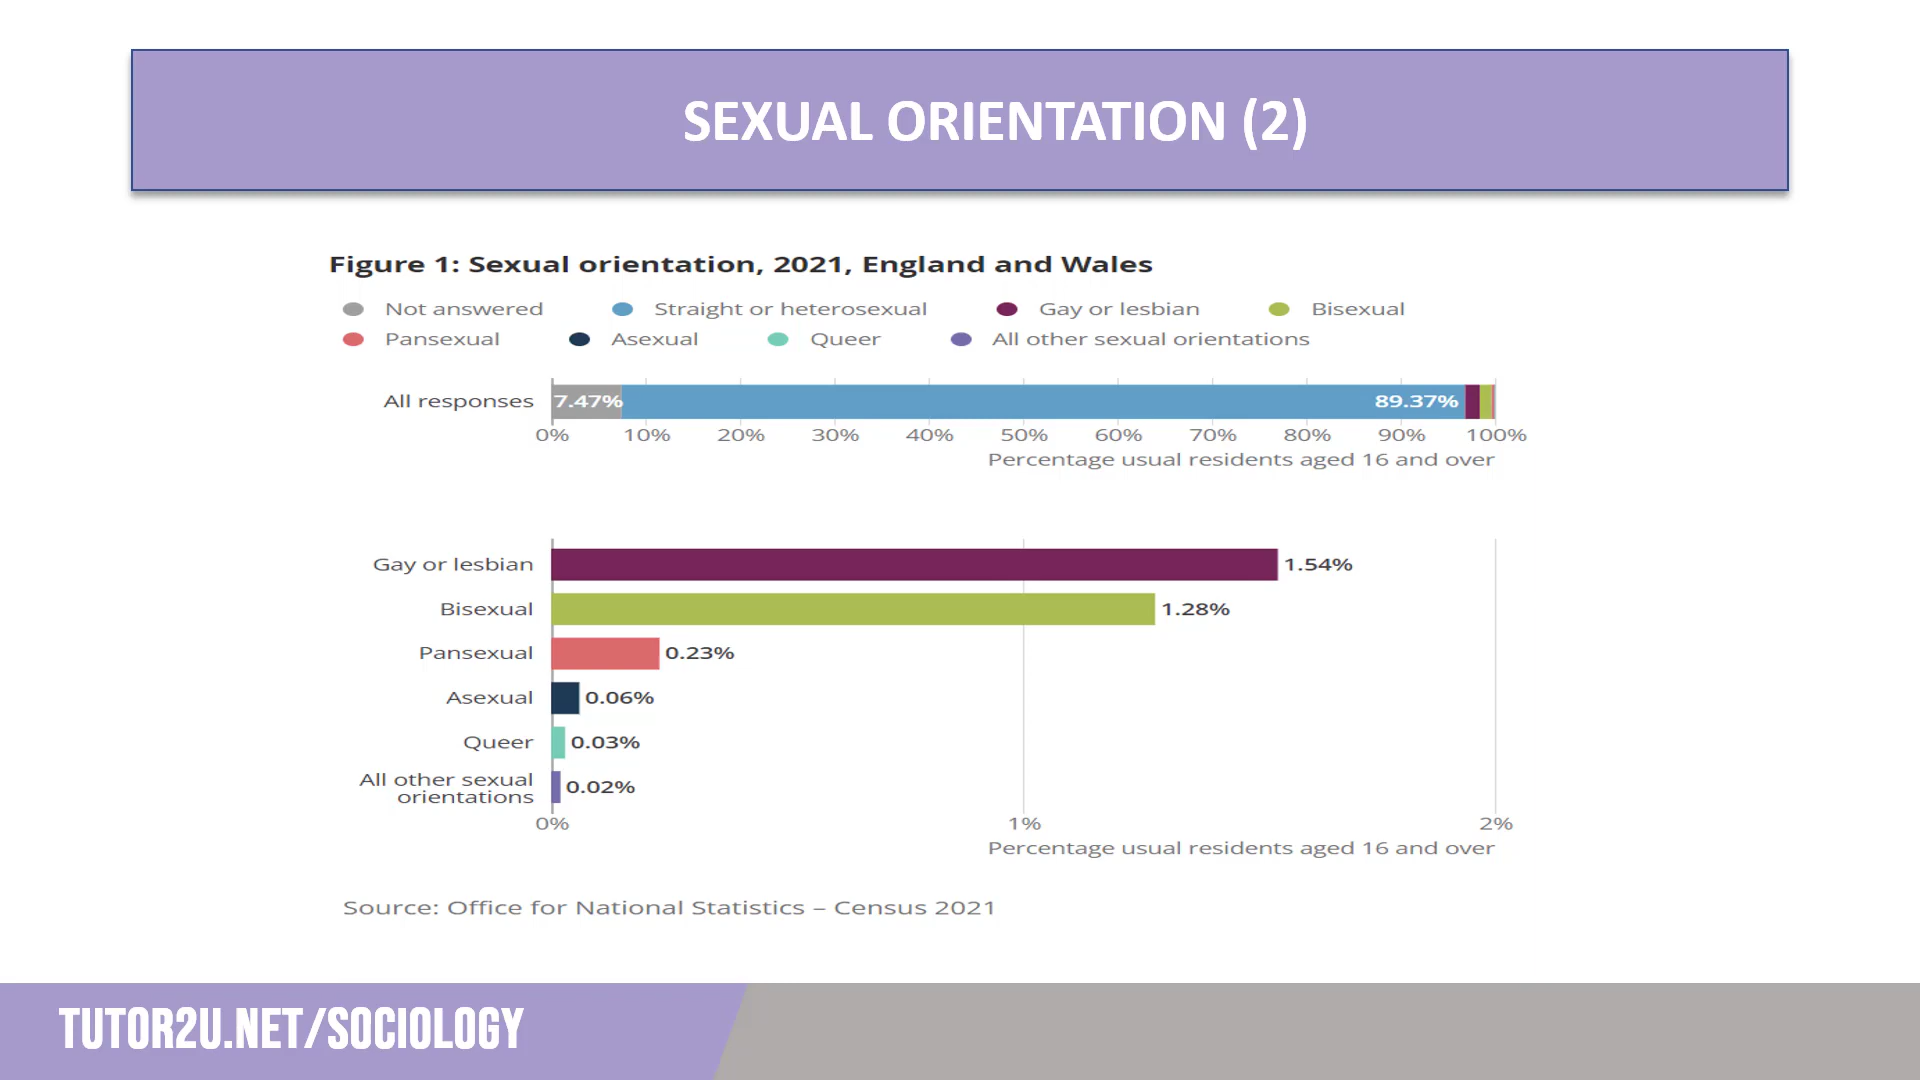 SEXUAL ORIENTATION (2)
Figure 1: Sexual orientation, 2021, England and Wales
Not answered Straight or heterosexual Gay or lesbian Bisexual
Pansexual Asexual Queer All other sexual orientations
All responses 7.47% 89.37%
0% 10% 20% 30% 40% 50% 60% 70% 80% 90% 100%
Percentage usual residents aged 16 and over
Gay or lesbian 1.54%
Bisexual 1.28%
Pansexual 0.23%
Asexual 0.06%
Queer 0.03%
All other sexual
orientations 0.02%
0% 1% 2%
Percentage usual residents aged 16 and over
Source: Office for National Statistics – Census 2021
TUTOR2U.NET/SOCIOLOGY